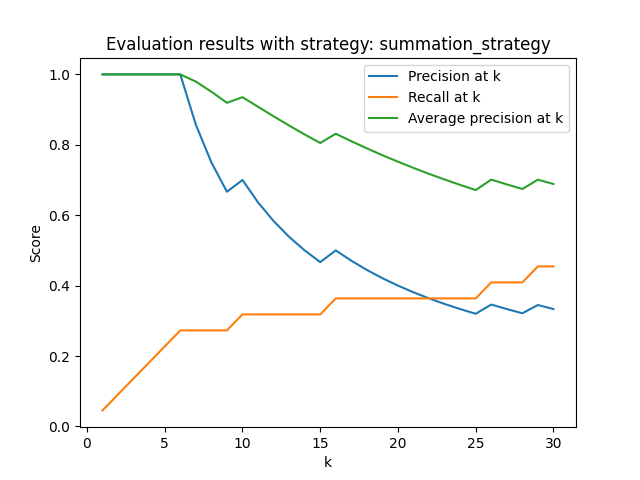 Evaluation results with strategy: summation_strategy
Precision at k
Recall at k
Average precision at k
Score
1.0
0.8
0.6
0.4
0.2
0.0
0 5 10 15 20 25 30
k